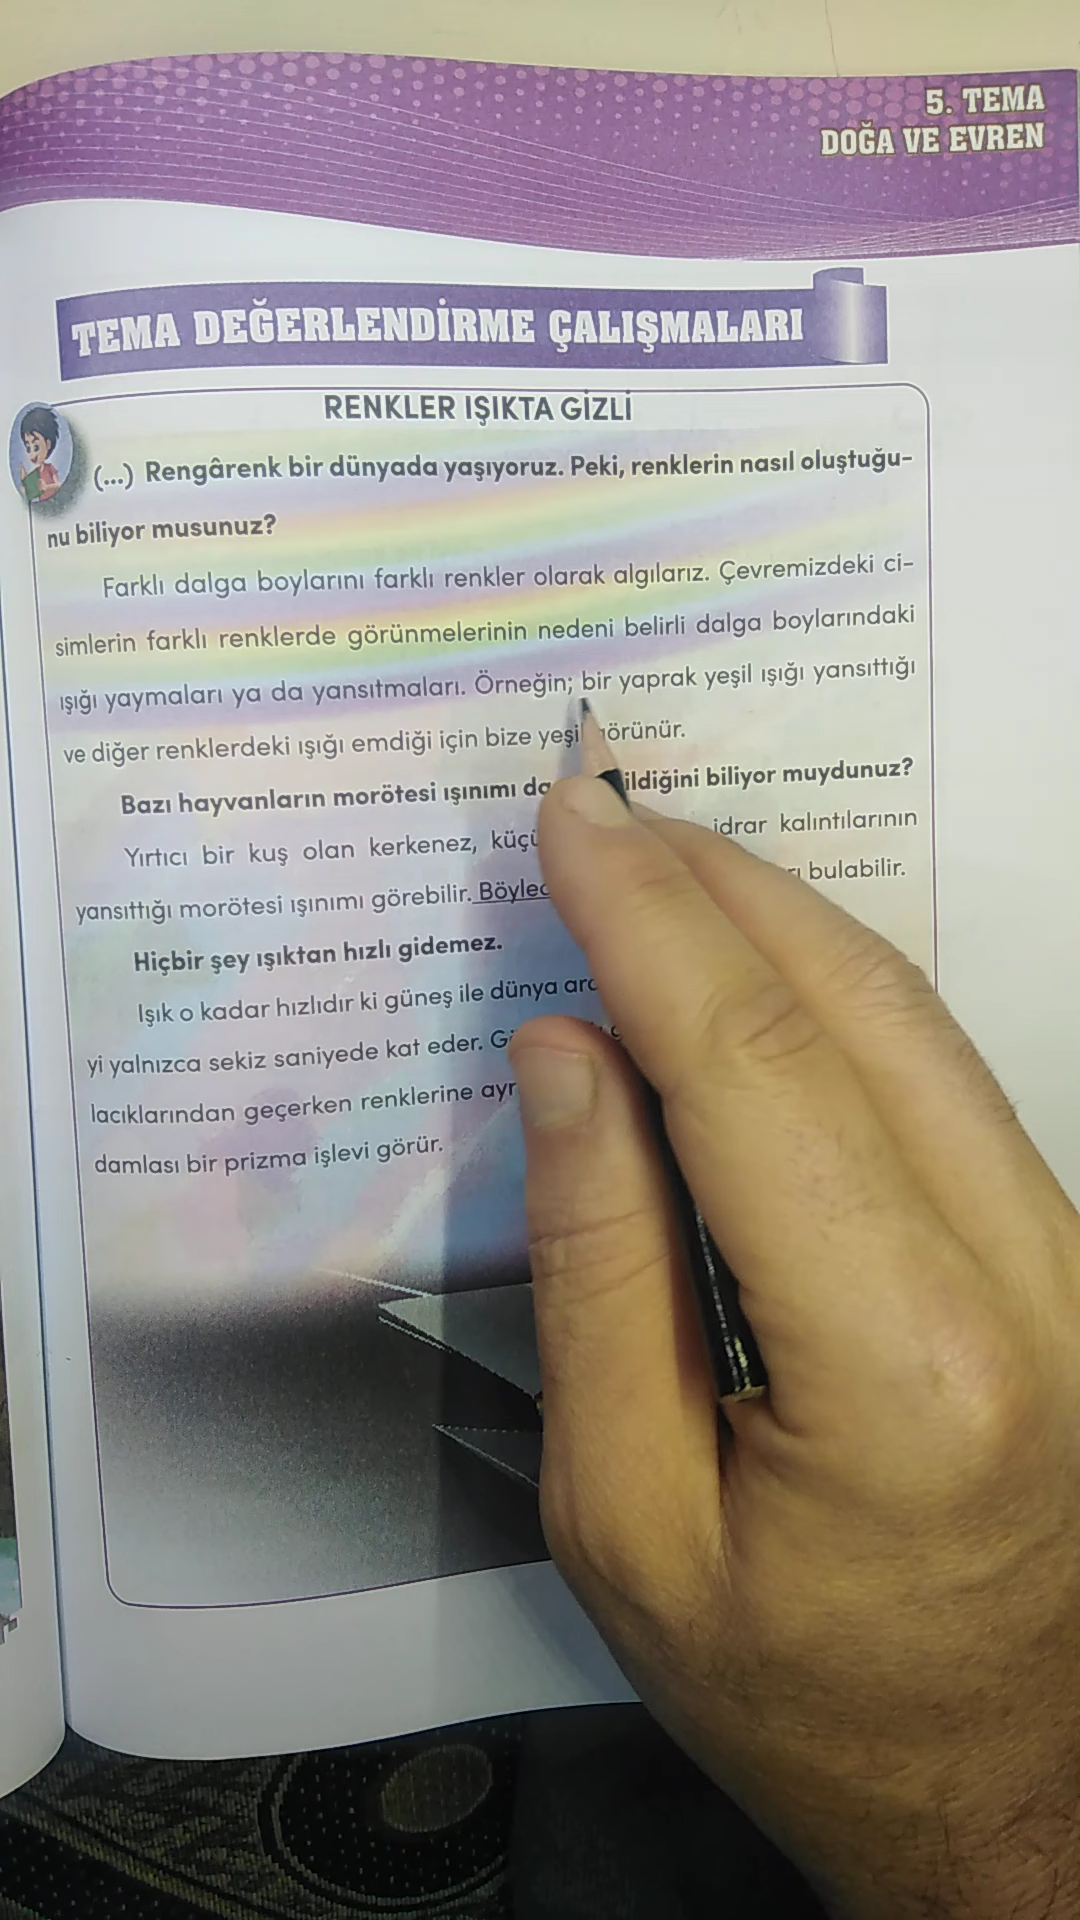 5. TEMA
DOĞA VE EVREN
TEMA DEĞERLENDİRME ÇALIŞMALARI
RENKLER IŞIKTA GİZLİ
(...) Rengârenk bir dünyada yaşıyoruz. Peki, renklerin nasıl oluştuğu-
nu biliyor musunuz?
Farklı dalga boylarını farklı renkler olarak algılarız. Çevremizdeki ci-
simlerin farklı renklerde görünmelerinin nedeni belirli dalga boylarındaki
ışığı yaymaları ya da yansıtmaları. Örneğin; bir yaprak yeşil ışığı yansıttığı
ve diğer renklerdeki ışığı emdiği için bize yeşil görünür.
Bazı hayvanların morötesi ışınımı da ildiğini biliyor muydunuz?
Yırtıcı bir kuş olan kerkenez, idrar kalıntılarının
yansıttığı morötesi ışınımı görebilir. bulabilir.
Hiçbir şey ışıktan hızlı gidemez.
Işık o kadar hızlıdır ki güneş ile dünya
yi yalnızca sekiz saniyede kat eder.
lacıklarından geçerken renklerine
damlası bir prizma işlevi görür.